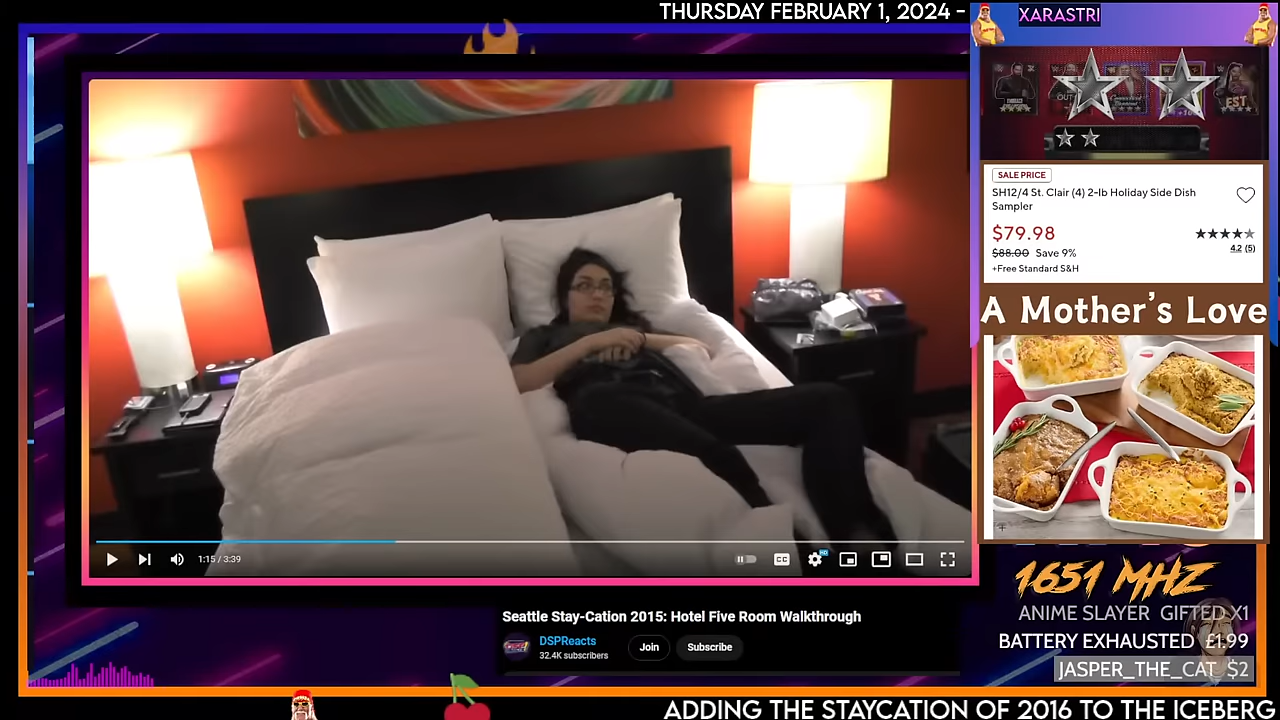 THURSDAY FEBRUARY 1, 2024 -
XARASTRI
EST.
SALE PRICE
SH12/4 St. Clair (4) 2-lb Holiday Side Dish
Sampler
$79.98
$88.00 Save 9%
4.2 (5)
+Free Standard S&H
A Mother's Love
1:15 / 3:39
CC
HD
Seattle Stay-Cation 2015: Hotel Five Room Walkthrough
DSPReacts
32.4K subscribers
Join
Subscribe
1651 MHZ
ANIME SLAYER GIFTED X1
BATTERY EXHAUSTED £1.99
JASPER_THE_CAT $2
ADDING THE STAYCATION OF 2016 TO THE ICEBERG